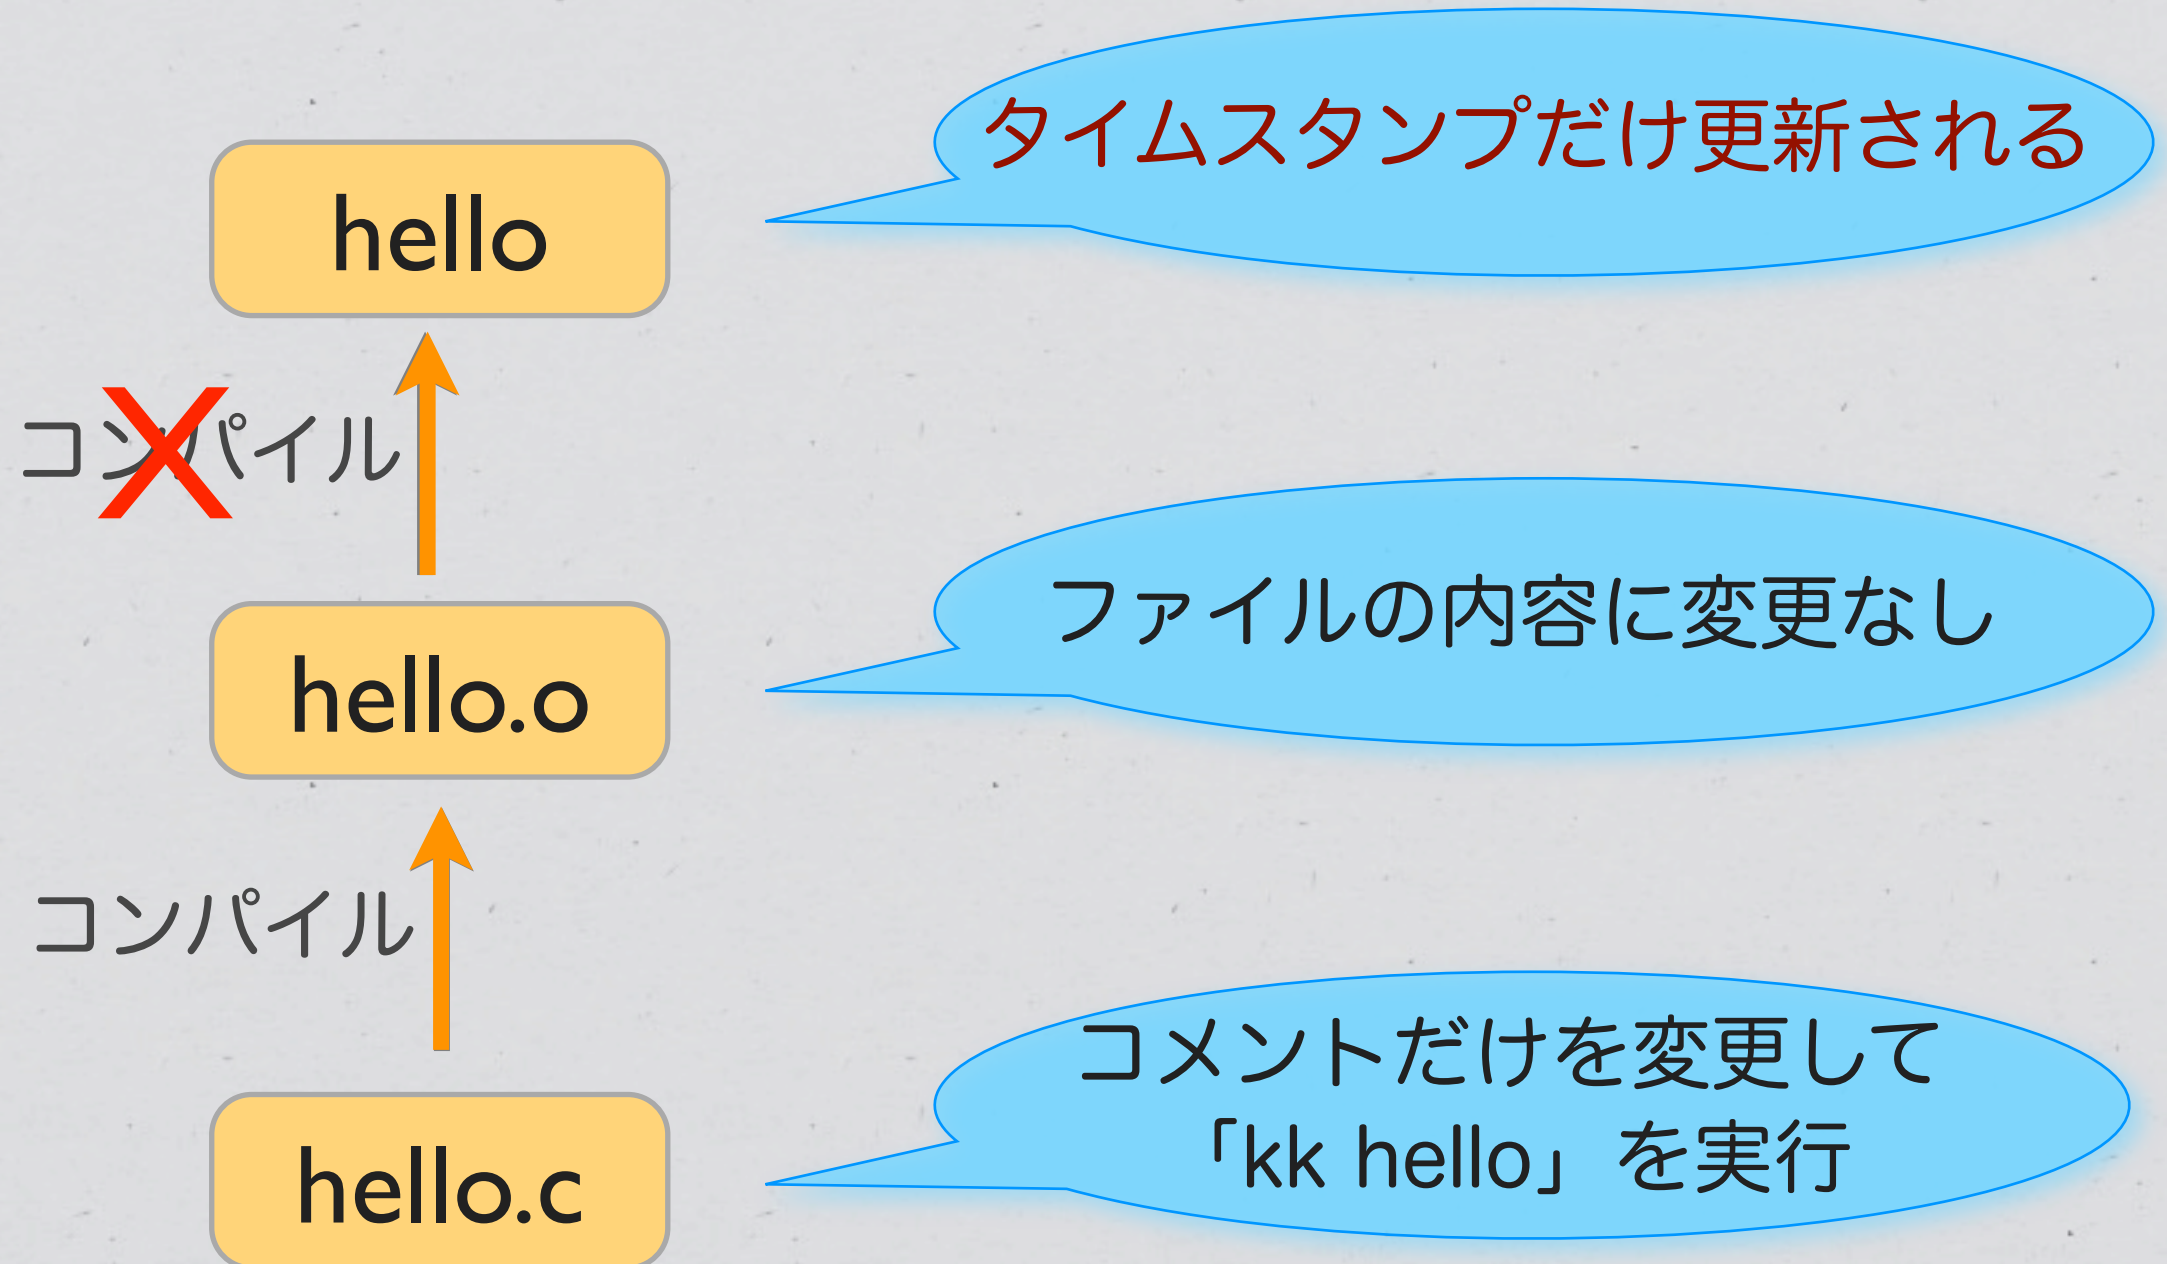 hello
タイムスタンプだけ更新される
コンパイル
hello.o
ファイルの内容に変更なし
コンパイル
hello.c
コメントだけを変更して
「kk hello」を実行